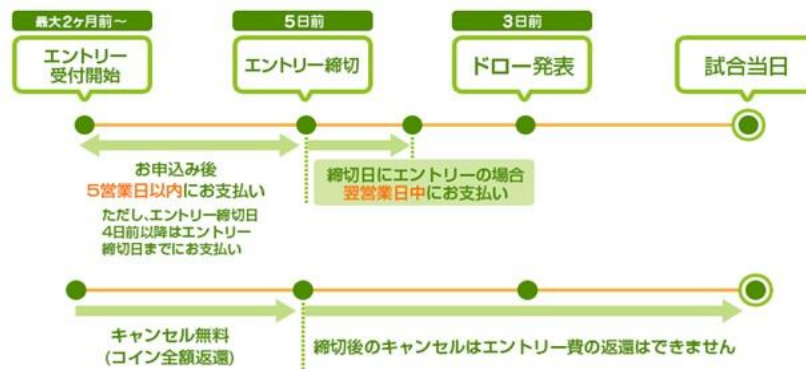 最大2ヶ月前～
5日前
3日前
エントリー
受付開始
エントリー締切
ドロー発表
試合当日
お申込み後
5営業日以内にお支払い
ただし、エントリー締切日
4日前以降はエントリー
締切日までにお支払い
締切日にエントリーの場合
翌営業日中にお支払い
キャンセル無料
(コイン全額返還)
締切後のキャンセルはエントリー費の返還はできません